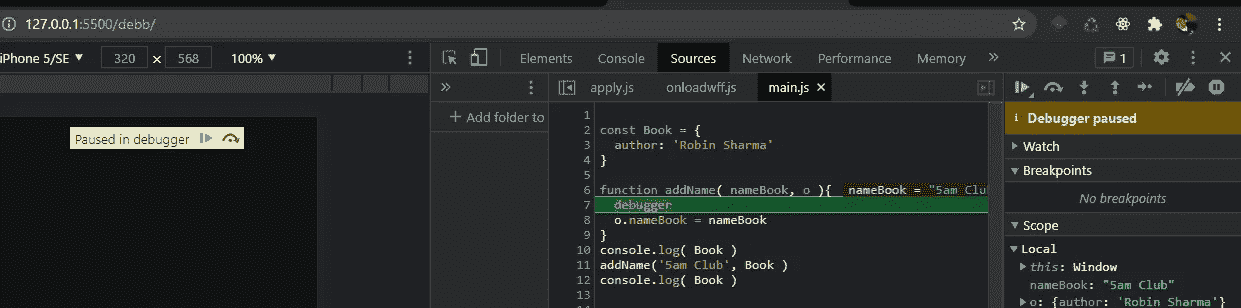 127.0.0.1:5500/debb/
iPhone 5/SE ▼ 320 × 568 100% ▼
Elements Console Sources Network Performance Memory » 1
» apply.js onloadwff.js main.js ×
+ Add folder to
Paused in debugger
1
2 const Book = {
3 author: 'Robin Sharma'
4 }
5
6 function addName( nameBook, o ){ nameBook = "5am Clu
7 debugger
8 o.nameBook = nameBook
9 }
10 console.log( Book )
11 addName('5am Club', Book )
12 console.log( Book )
13
i Debugger paused
▶ Watch
▼ Breakpoints
No breakpoints
▼ Scope
▼ Local
▶ this: Window
nameBook: "5am Club"
▶ o: {author: 'Robin Sharma'}